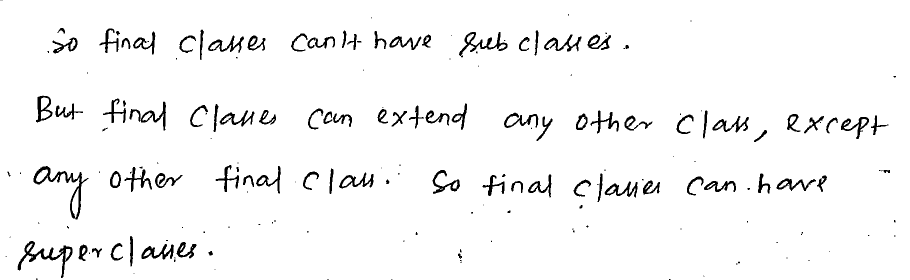 So final classes can't have sub classes.
But final classes can extend any other class, except
any other final class. So final classes can have
superclasses.